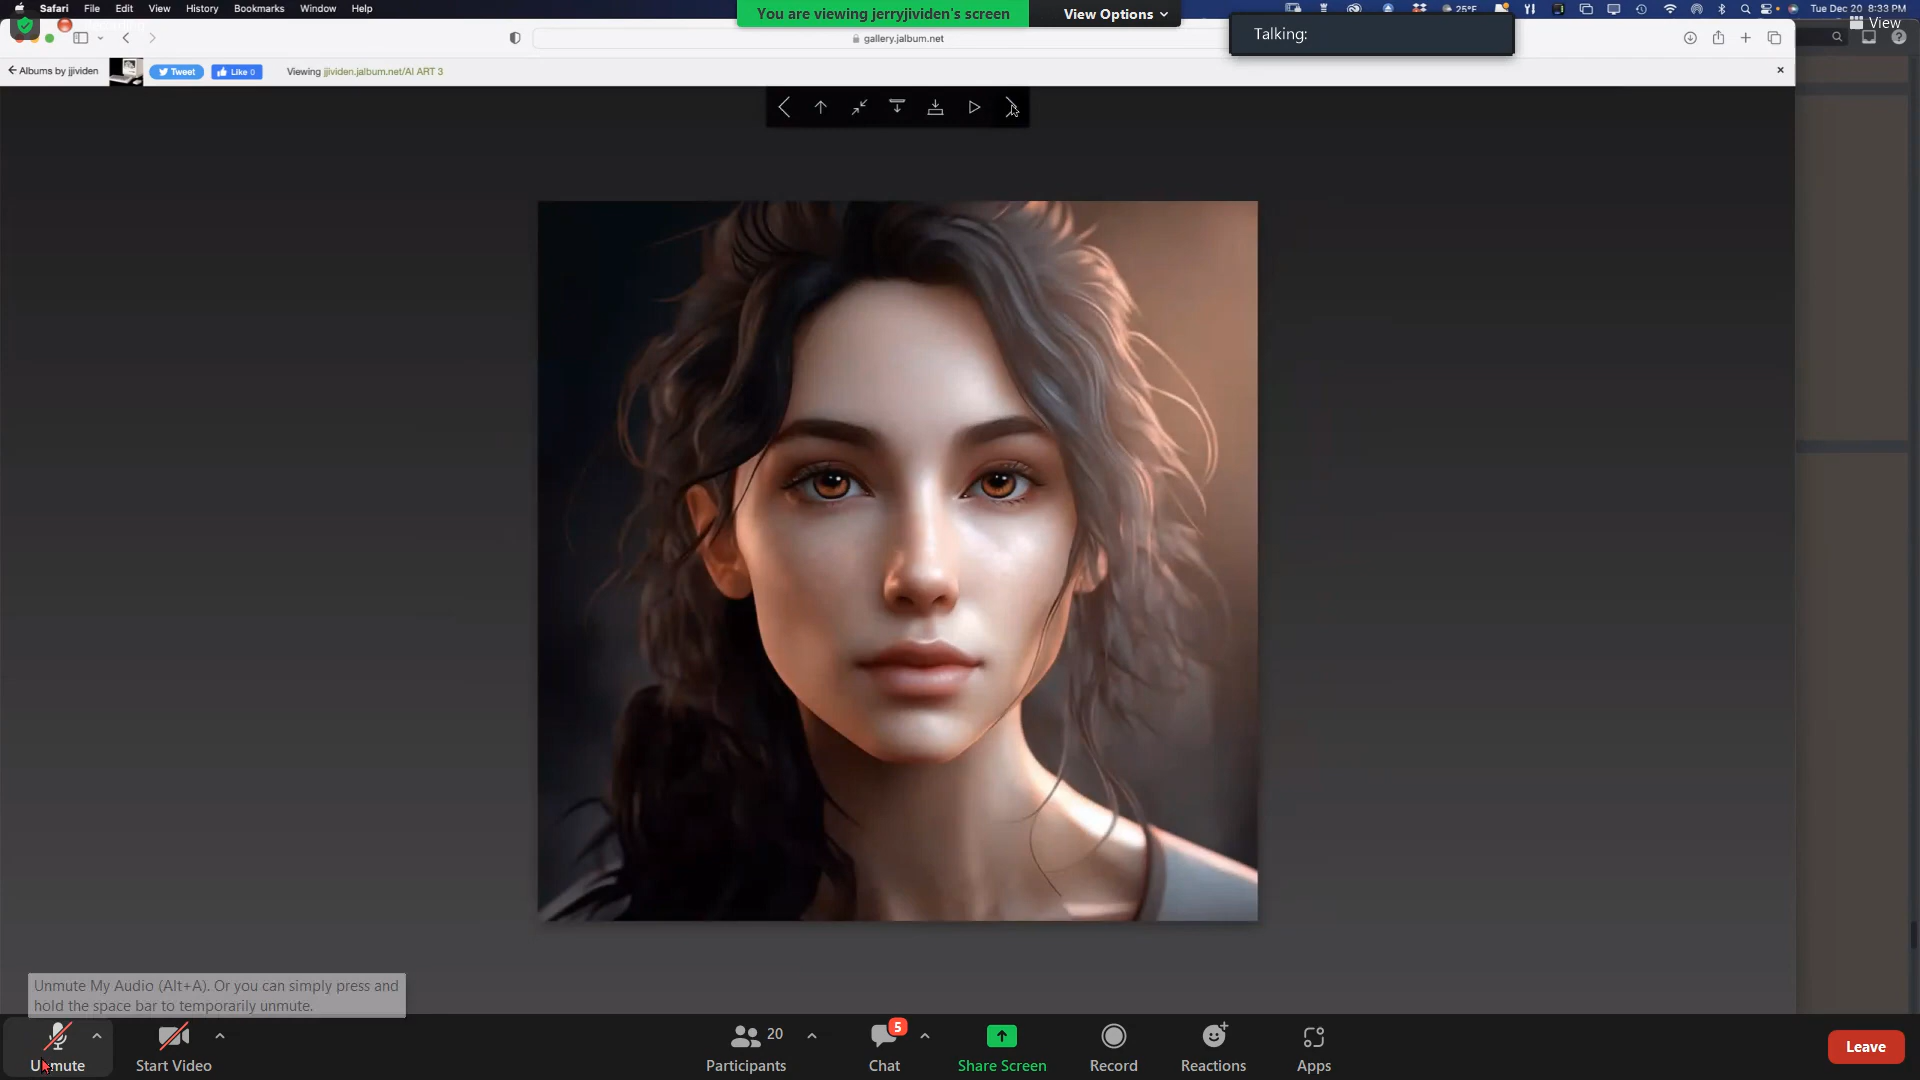 Safari File Edit View History Bookmarks Window Help
You are viewing jerryjividen's screen View Options
25°F Tue Dec 20 8:33 PM
View
Talking:
gallery.jalbum.net
Albums by jjividen Tweet Like 0 Viewing jjividen.jalbum.net/AI ART 3
Unmute My Audio (Alt+A). Or you can simply press and
hold the space bar to temporarily unmute.
20 5
Unmute Start Video Participants Chat Share Screen Record Reactions Apps Leave